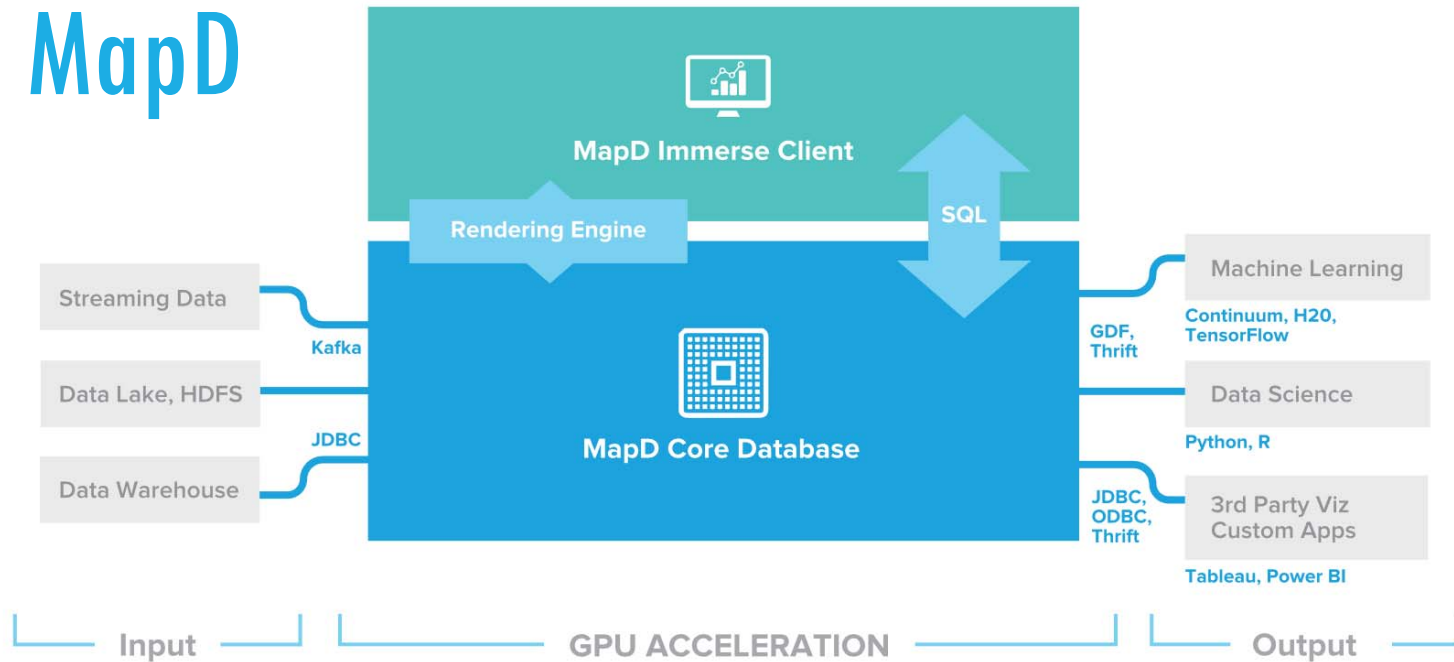 MapD
MapD Immerse Client
Rendering Engine
SQL
Streaming Data
Kafka
Data Lake, HDFS
JDBC
Data Warehouse
MapD Core Database
GDF,
Thrift
JDBC,
ODBC,
Thrift
Machine Learning
Continuum, H20,
TensorFlow
Data Science
Python, R
3rd Party Viz
Custom Apps
Tableau, Power BI
Input
GPU ACCELERATION
Output